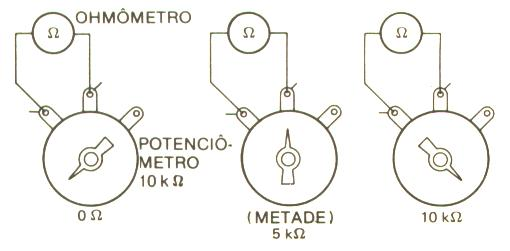 OHMÔMETRO
Ω
Ω
Ω
POTENCIÔ-
METRO
10 kΩ
0 Ω
(METADE)
5 kΩ
10 kΩ